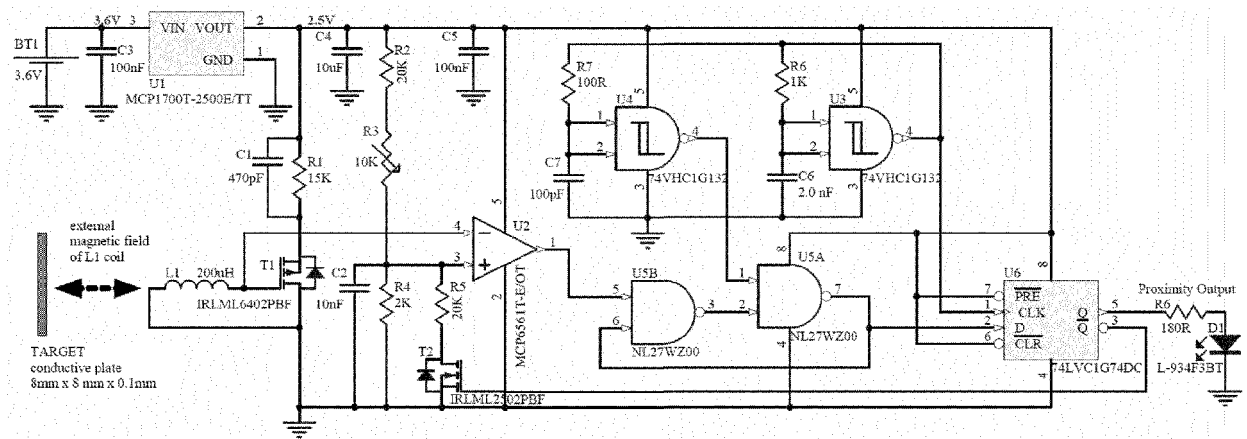 3.6V
3
VIN VOUT
2
2.5V
GND
1
BT1
3.6V
C3
100nF
U1
MCP1700T-2500E/TT
C4
10uF
R2
20K
C5
100nF
R7
100R
R6
1K
U4
5
1
2
4
3
74VHC1G132
U3
5
1
2
4
3
74VHC1G132
C7
100pF
C6
2.0 nF
C1
470pF
R1
15K
R3
10K
external
magnetic field
of L1 coil
L1
200nH
T1
IRLML6402PBF
C2
10nF
R4
2K
R5
20K
4
3
5
U2
1
2
MCP6561T-E/OT
T2
IRLML2502PBF
U5B
5
6
3
NL27WZ00
8
U5A
1
2
7
4
NL27WZ00
U6
8
7
PRE
1
CLK
2
D
6
CLR
Q
5
Q
3
4
74LVC1G74DC
Proximity Output
R6
180R
D1
L-934F3BT
TARGET
conductive plate
8mm x 8 mm x 0.1mm